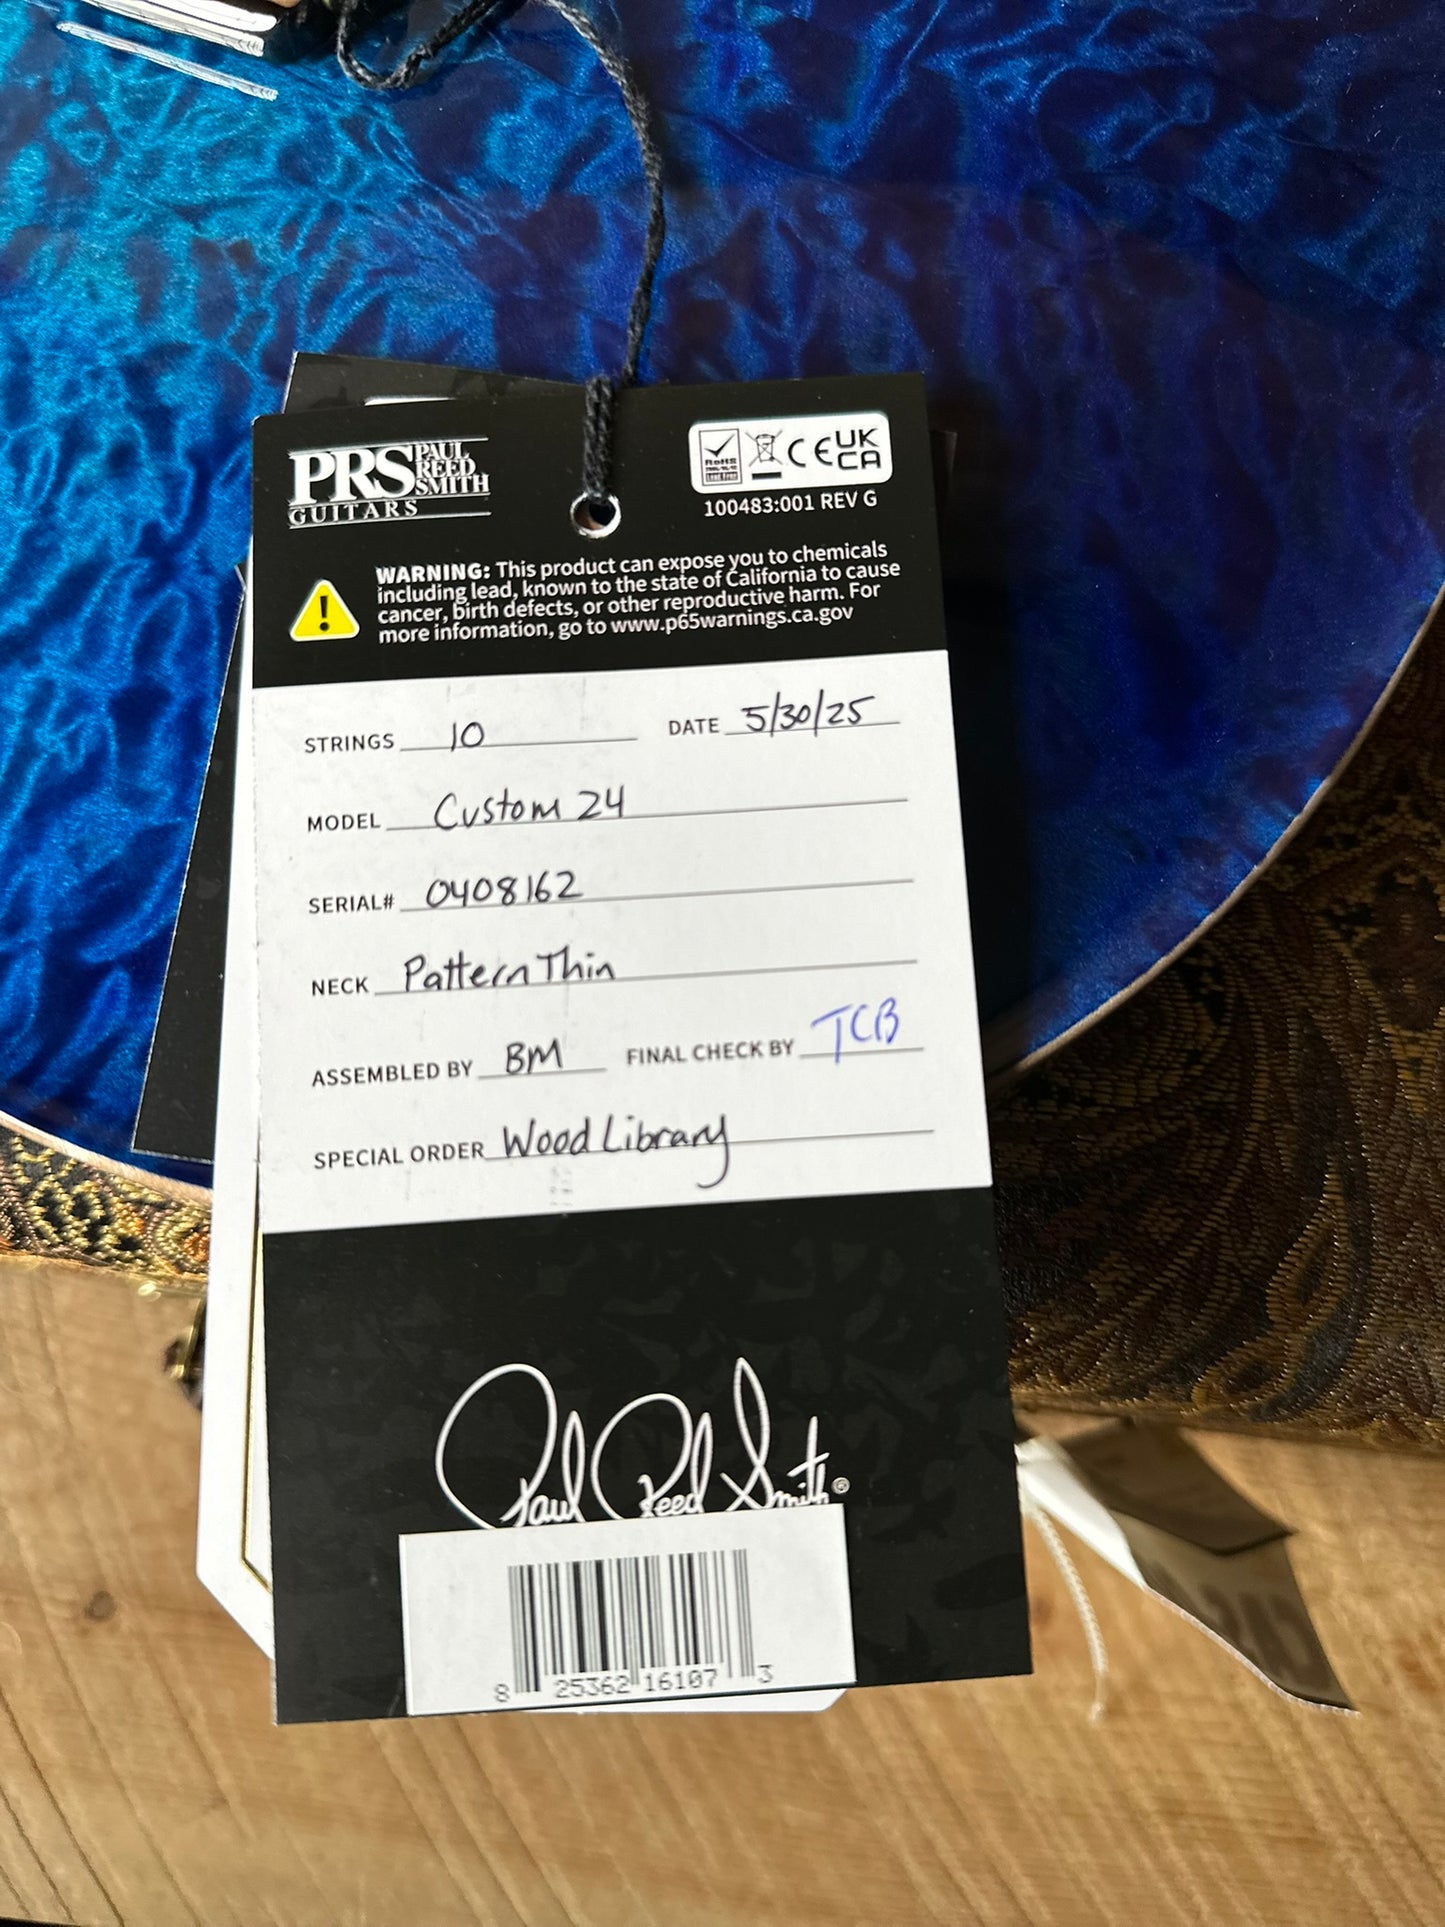 PRS PAUL REED SMITH
GUITARS
RoHS
Lead Free
CE UK CA
100483:001 REV G
WARNING: This product can expose you to chemicals
including lead, known to the state of California to cause
cancer, birth defects, or other reproductive harm. For
more information, go to www.p65warnings.ca.gov
STRINGS 10 DATE 5/30/25
MODEL Custom 24
SERIAL# 0408162
NECK Pattern Thin
ASSEMBLED BY BM FINAL CHECK BY TCB
SPECIAL ORDER Wood Library
Paul Reed Smith®
8 25362 16107 3